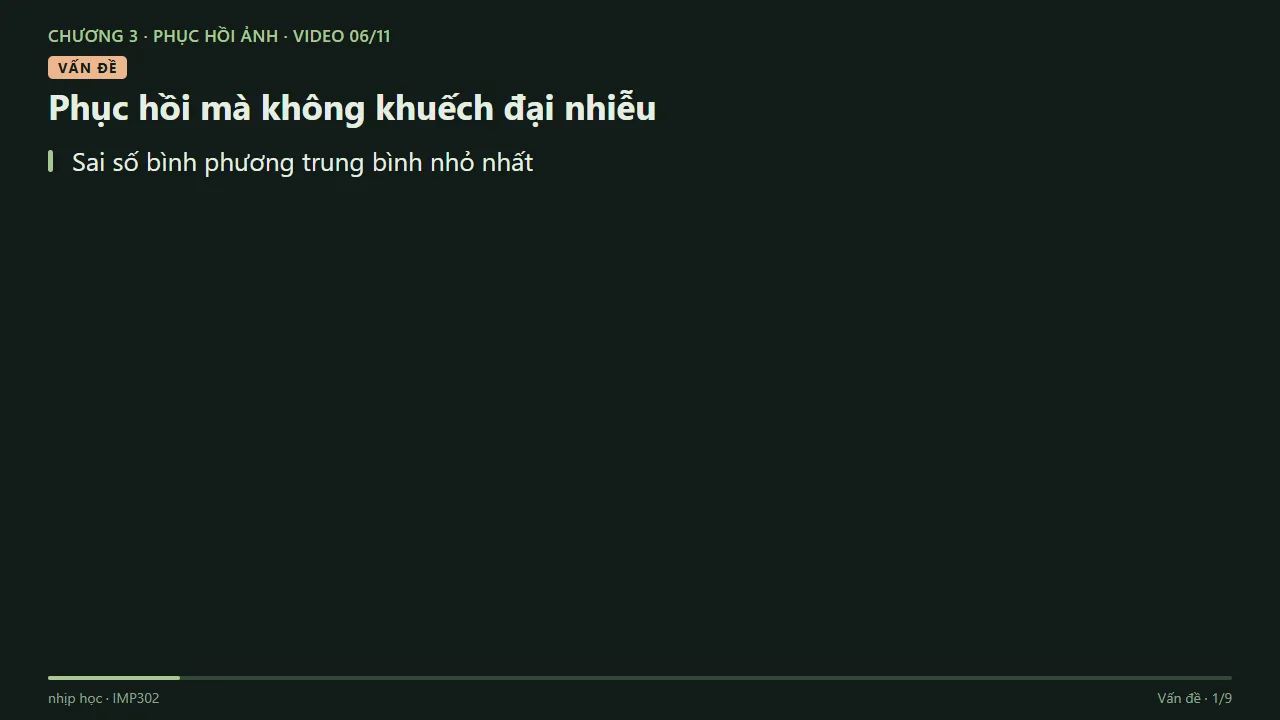 CHƯƠNG 3 · PHỤC HỒI ẢNH · VIDEO 06/11
VẤN ĐỀ
Phục hồi mà không khuếch đại nhiễu
Sai số bình phương trung bình nhỏ nhất
nhịp học · IMP302
Vấn đề · 1/9